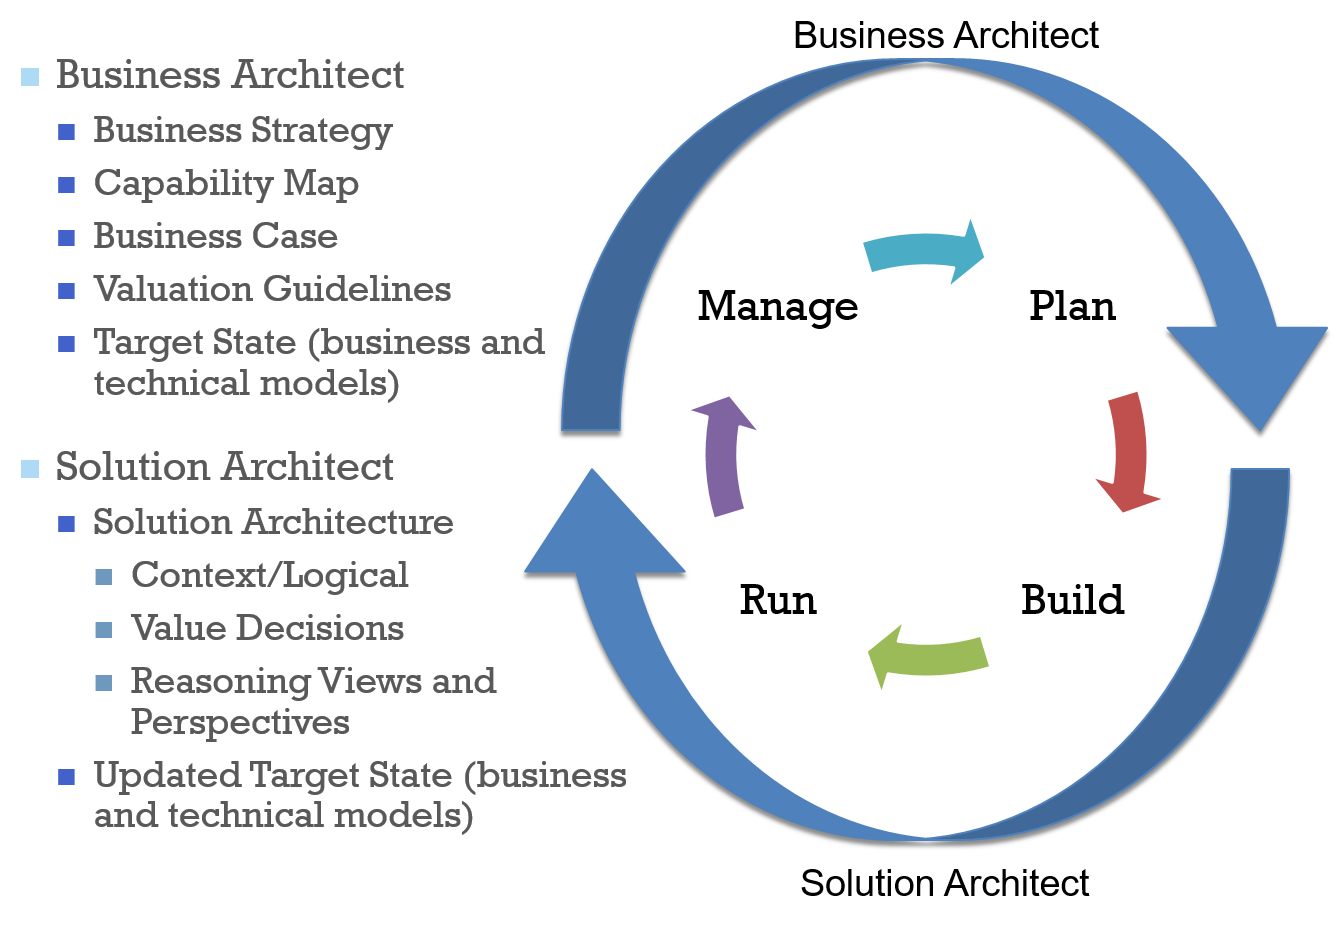 Business Architect
Business Strategy
Capability Map
Business Case
Valuation Guidelines
Target State (business and
technical models)
Solution Architect
Solution Architecture
Context/Logical
Value Decisions
Reasoning Views and
Perspectives
Updated Target State (business
and technical models)
Business Architect
Manage
Plan
Run
Build
Solution Architect